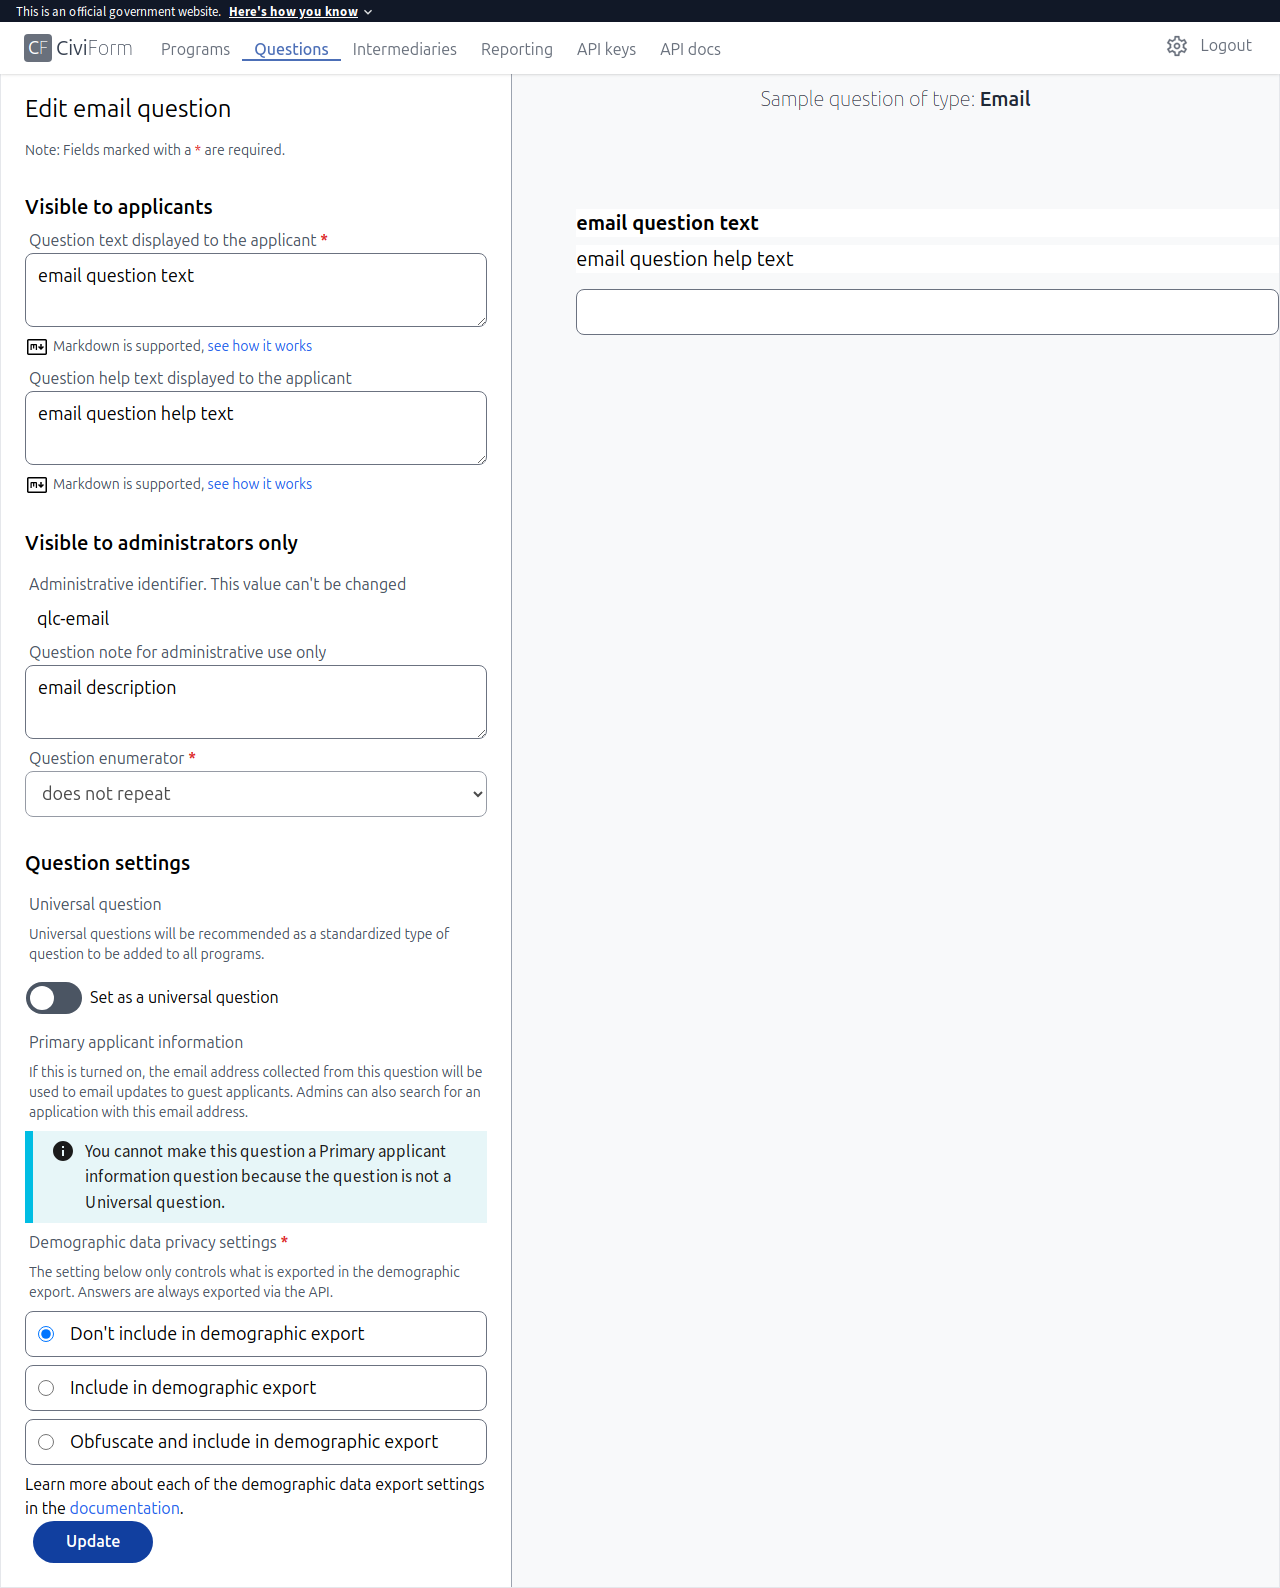 This is an official government website. Here's how you know
CF CiviForm Programs Questions Intermediaries Reporting API keys API docs Logout
Edit email question
Note: Fields marked with a * are required.
Visible to applicants
Question text displayed to the applicant *
email question text
Markdown is supported, see how it works
Question help text displayed to the applicant
email question help text
Markdown is supported, see how it works
Visible to administrators only
Administrative identifier. This value can't be changed
qlc-email
Question note for administrative use only
email description
Question enumerator *
does not repeat
Question settings
Universal question
Universal questions will be recommended as a standardized type of
question to be added to all programs.
Set as a universal question
Primary applicant information
If this is turned on, the email address collected from this question will be
used to email updates to guest applicants. Admins can also search for an
application with this email address.
You cannot make this question a Primary applicant
information question because the question is not a
Universal question.
Demographic data privacy settings *
The setting below only controls what is exported in the demographic
export. Answers are always exported via the API.
Don't include in demographic export
Include in demographic export
Obfuscate and include in demographic export
Learn more about each of the demographic data export settings
in the documentation.
Update
Sample question of type: Email
email question text
email question help text